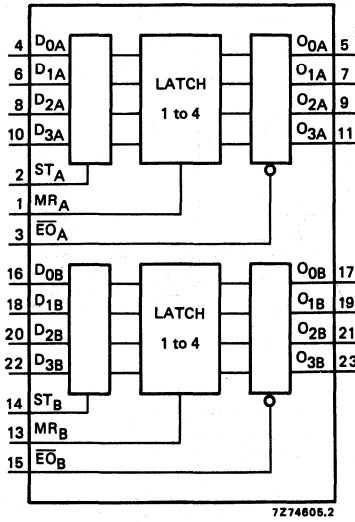 4 D0A O0A 5
6 D1A LATCH O1A 7
8 D2A 1 to 4 O2A 9
10 D3A O3A 11
2 STA
1 MRA
3 E̅O̅A
16 D0B O0B 17
18 D1B LATCH O1B 19
20 D2B 1 to 4 O2B 21
22 D3B O3B 23
14 STB
13 MRB
15 E̅O̅B
7Z74605.2